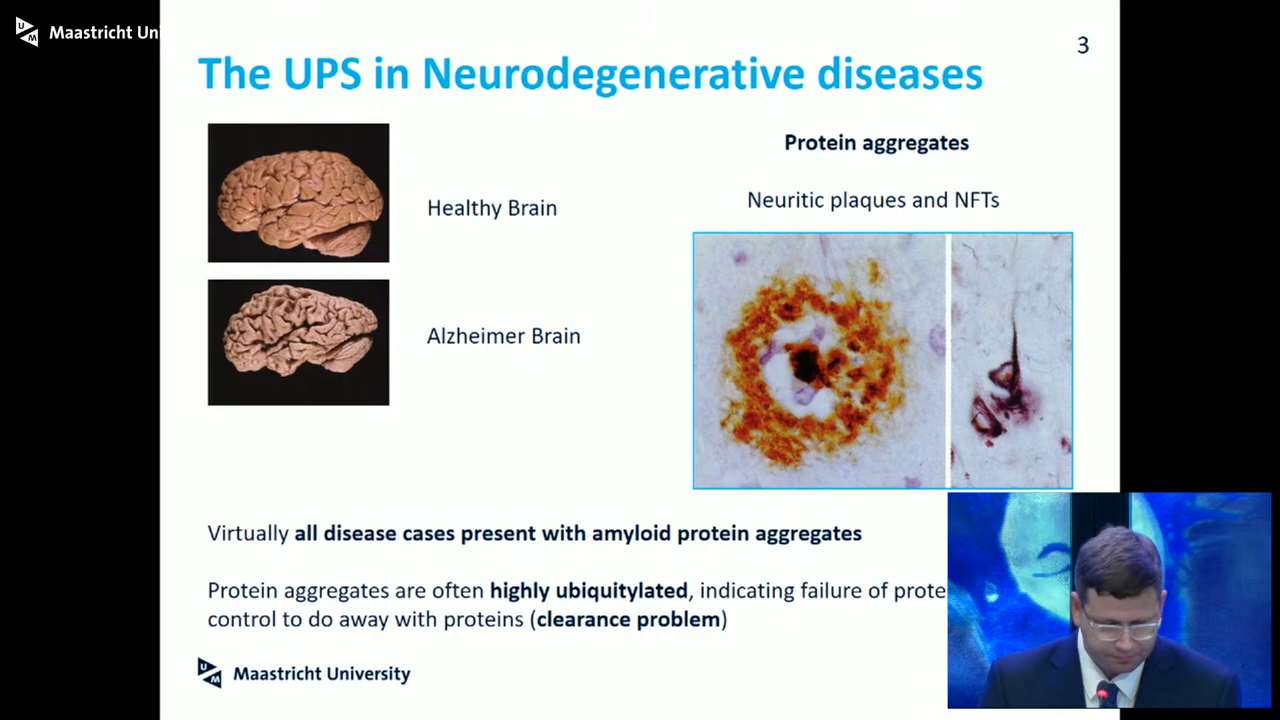 Maastricht Uni
3
The UPS in Neurodegenerative diseases
Healthy Brain
Alzheimer Brain
Protein aggregates
Neuritic plaques and NFTs
Virtually all disease cases present with amyloid protein aggregates
Protein aggregates are often highly ubiquitylated, indicating failure of prote
control to do away with proteins (clearance problem)
UM Maastricht University